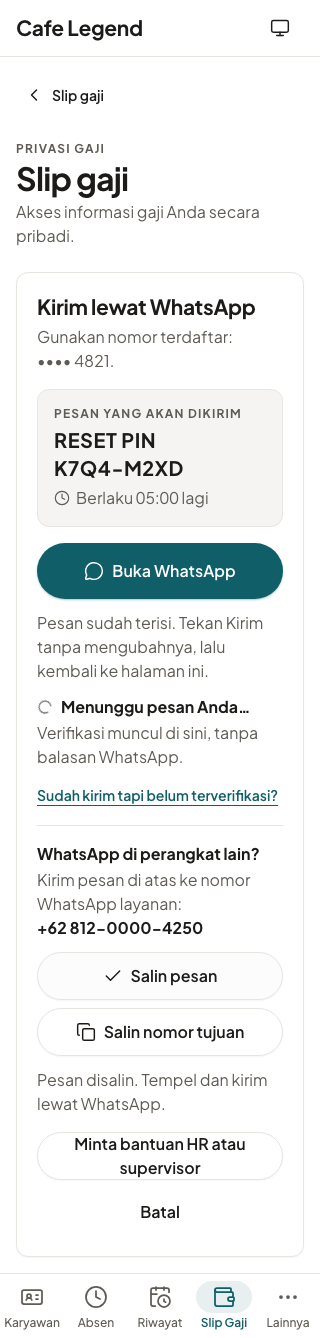 Cafe Legend
Slip gaji
PRIVASI GAJI
Slip gaji
Akses informasi gaji Anda secara
pribadi.
Kirim lewat WhatsApp
Gunakan nomor terdaftar:
•••• 4821.
PESAN YANG AKAN DIKIRIM
RESET PIN
K7Q4-M2XD
Berlaku 05:00 lagi
Buka WhatsApp
Pesan sudah terisi. Tekan Kirim
tanpa mengubahnya, lalu
kembali ke halaman ini.
Menunggu pesan Anda…
Verifikasi muncul di sini, tanpa
balasan WhatsApp.
Sudah kirim tapi belum terverifikasi?
WhatsApp di perangkat lain?
Kirim pesan di atas ke nomor
WhatsApp layanan:
+62 812-0000-4250
Salin pesan
Salin nomor tujuan
Pesan disalin. Tempel dan kirim
lewat WhatsApp.
Minta bantuan HR atau
supervisor
Batal
Karyawan Absen Riwayat Slip Gaji Lainnya